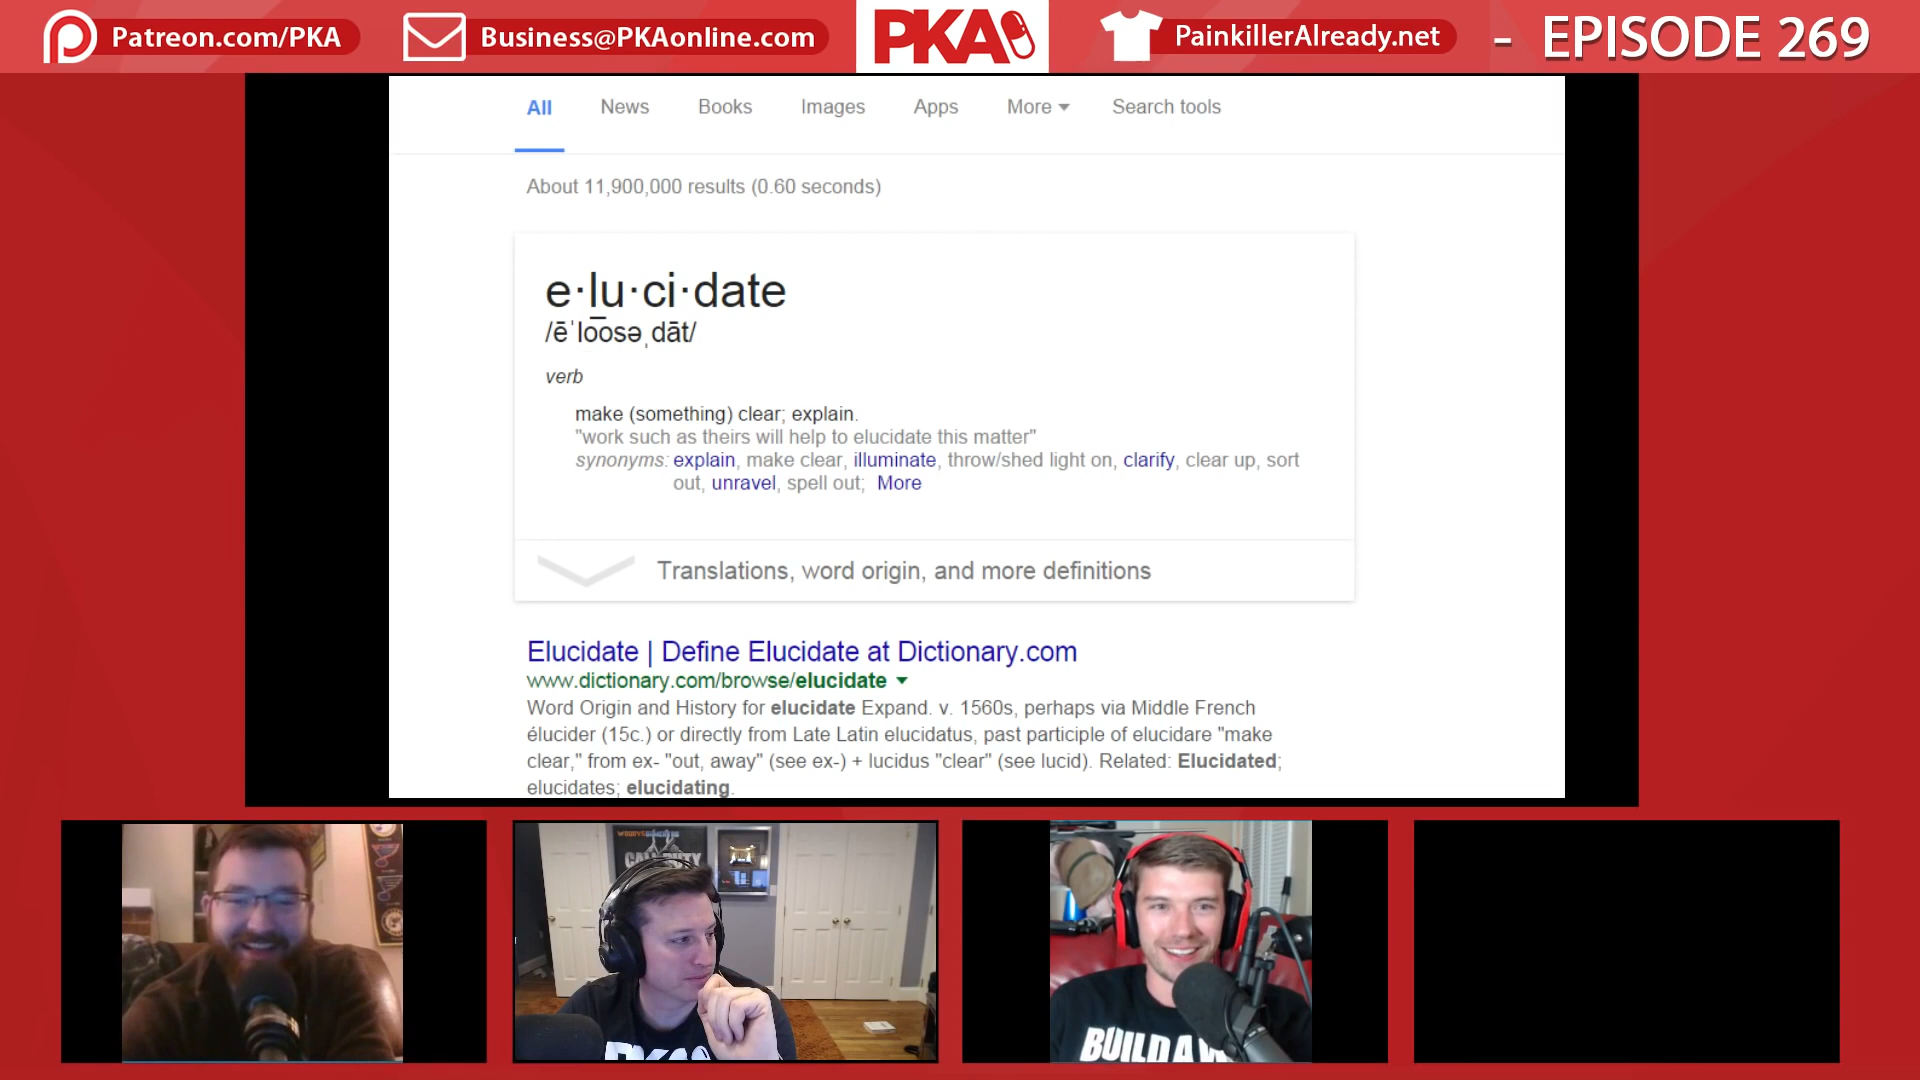 Patreon.com/PKA
Business@PKAonline.com
PKA
PainkillerAlready.net
- EPISODE 269
All News Books Images Apps More Search tools
About 11,900,000 results (0.60 seconds)
e·lu·ci·date
/ēˈlo͞osəˌdāt/
verb
make (something) clear; explain.
"work such as theirs will help to elucidate this matter"
synonyms: explain, make clear, illuminate, throw/shed light on, clarify, clear up, sort
out, unravel, spell out; More
Translations, word origin, and more definitions
Elucidate | Define Elucidate at Dictionary.com
www.dictionary.com/browse/elucidate
Word Origin and History for elucidate Expand. v. 1560s, perhaps via Middle French
élucider (15c.) or directly from Late Latin elucidatus, past participle of elucidare "make
clear," from ex- "out, away" (see ex-) + lucidus "clear" (see lucid). Related: Elucidated;
elucidates; elucidating.
CALL OF DUTY
PKA
BUILD A W